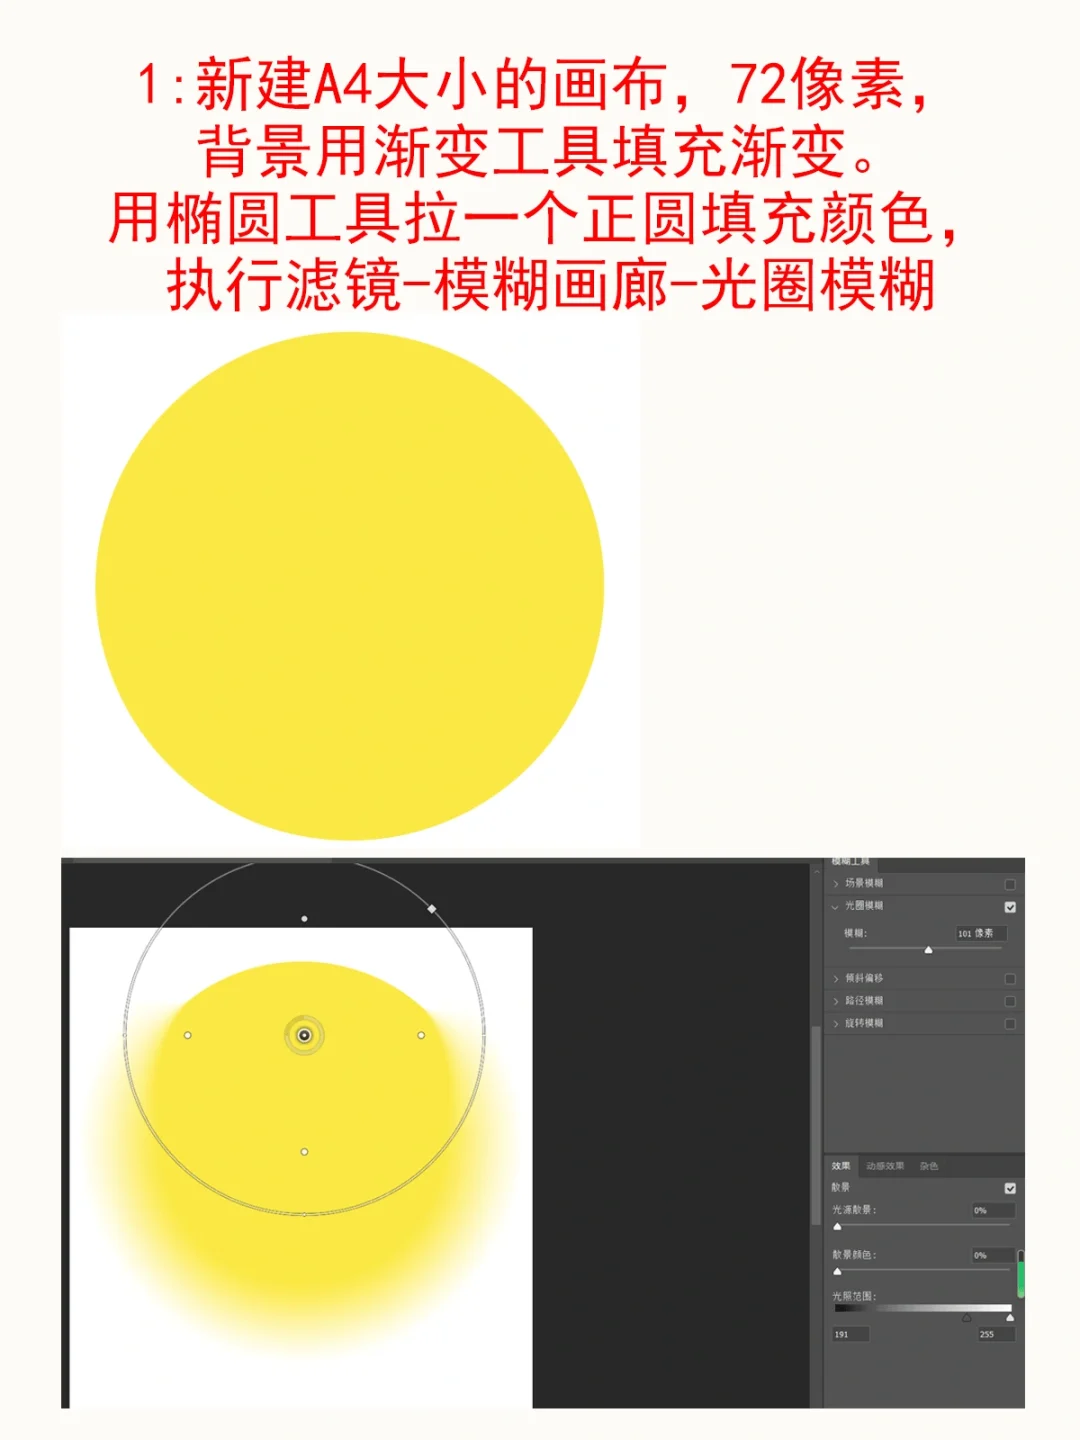 1:新建A4大小的画布，72像素，
背景用渐变工具填充渐变。
用椭圆工具拉一个正圆填充颜色，
执行滤镜-模糊画廊-光圈模糊
模糊工具
场景模糊
光圈模糊
模糊：
101 像素
倾斜偏移
路径模糊
旋转模糊
效果 动感效果 杂色
散景
光源散景：
0%
散景颜色：
0%
光照范围：
191 255